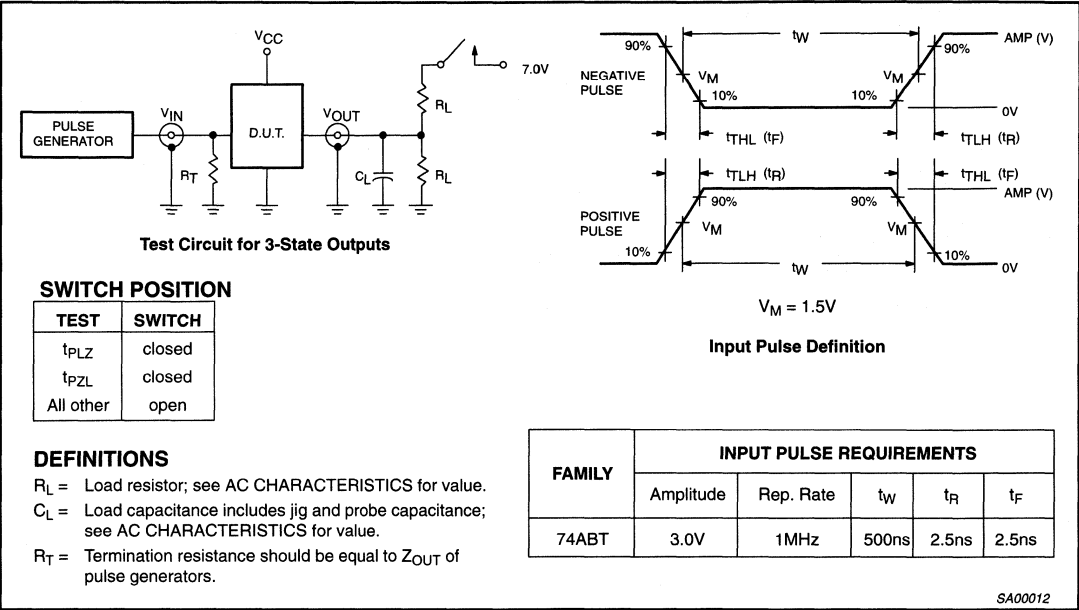 VCC
7.0V
RL
PULSE GENERATOR
VIN
D.U.T.
VOUT
RT
CL
RL
Test Circuit for 3-State Outputs
90%
tW
90%
AMP (V)
NEGATIVE PULSE
VM
VM
10%
10%
0V
tTHL (tF)
tTLH (tR)
tTLH (tR)
tTHL (tF)
AMP (V)
90%
90%
POSITIVE PULSE
VM
VM
10%
10%
tW
0V
VM = 1.5V
Input Pulse Definition
SWITCH POSITION
TEST SWITCH
tPLZ closed
tPZL closed
All other open
DEFINITIONS
RL = Load resistor; see AC CHARACTERISTICS for value.
CL = Load capacitance includes jig and probe capacitance;
see AC CHARACTERISTICS for value.
RT = Termination resistance should be equal to ZOUT of
pulse generators.
FAMILY INPUT PULSE REQUIREMENTS
Amplitude Rep. Rate tW tR tF
74ABT 3.0V 1MHz 500ns 2.5ns 2.5ns
SA00012